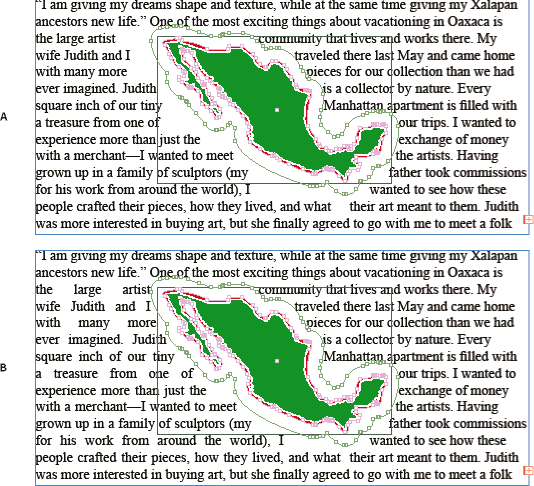 “I am giving my dreams shape and texture, while at the same time giving my Xalapan
ancestors new life.” One of the most exciting things about vacationing in Oaxaca is
the large artist community that lives and works there. My
wife Judith and I traveled there last May and came home
with many more pieces for our collection than we had
ever imagined. Judith is a collector by nature. Every
square inch of our tiny Manhattan apartment is filled with
a treasure from one of our trips. I wanted to
A
experience more than just the exchange of money
with a merchant—I wanted to meet the artists. Having
grown up in a family of sculptors (my father took commissions
for his work from around the world), I wanted to see how these
people crafted their pieces, how they lived, and what their art meant to them. Judith
was more interested in buying art, but she finally agreed to go with me to meet a folk
“I am giving my dreams shape and texture, while at the same time giving my Xalapan
ancestors new life.” One of the most exciting things about vacationing in Oaxaca is
the large artist community that lives and works there. My
wife Judith and I traveled there last May and came home
with many more pieces for our collection than we had
ever imagined. Judith is a collector by nature. Every
square inch of our tiny Manhattan apartment is filled with
B
a treasure from one of our trips. I wanted to
experience more than just the exchange of money
with a merchant—I wanted to meet the artists. Having
grown up in a family of sculptors (my father took commissions
for his work from around the world), I wanted to see how these
people crafted their pieces, how they lived, and what their art meant to them. Judith
was more interested in buying art, but she finally agreed to go with me to meet a folk